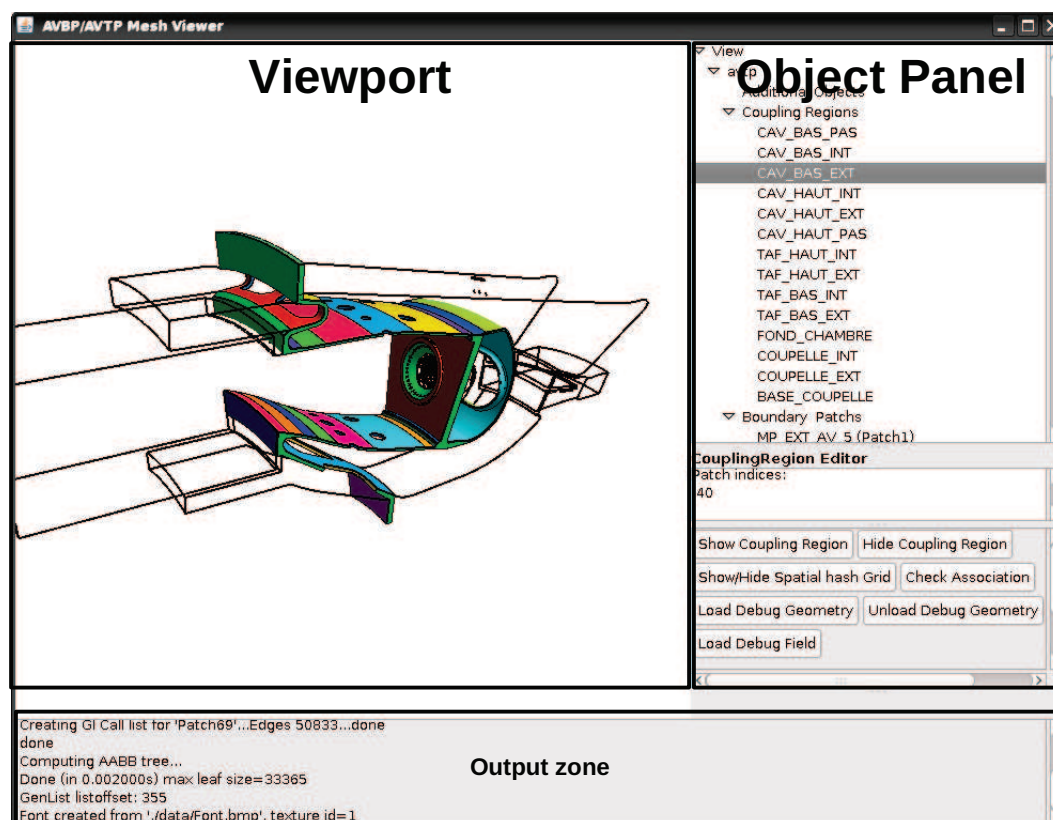 AVBP/AVTP Mesh Viewer
Viewport
Object Panel
View
avtp
Additional Objects
Coupling Regions
CAV_BAS_PAS
CAV_BAS_INT
CAV_BAS_EXT
CAV_HAUT_INT
CAV_HAUT_EXT
CAV_HAUT_PAS
TAF_HAUT_INT
TAF_HAUT_EXT
TAF_BAS_INT
TAF_BAS_EXT
FOND_CHAMBRE
COUPELLE_INT
COUPELLE_EXT
BASE_COUPELLE
Boundary Patchs
MP_EXT_AV_5 (Patch1)
CouplingRegion Editor
Patch indices:
40
Show Coupling Region Hide Coupling Region
Show/Hide Spatial hash Grid Check Association
Load Debug Geometry Unload Debug Geometry
Load Debug Field
Creating Gl Call list for 'Patch69'...Edges 50833...done
done
Computing AABB tree...
Done (in 0.002000s) max leaf size=33365
GenList listoffset: 355
Font created from './data/Font.bmp', texture id=1
Output zone